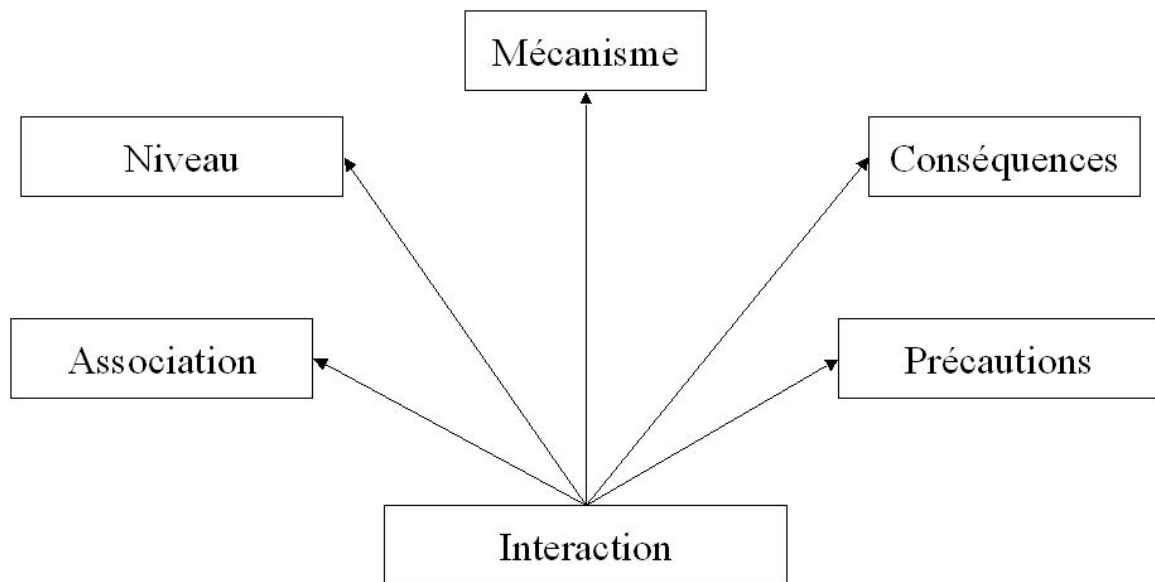 Mécanisme
Niveau
Conséquences
Association
Précautions
Interaction